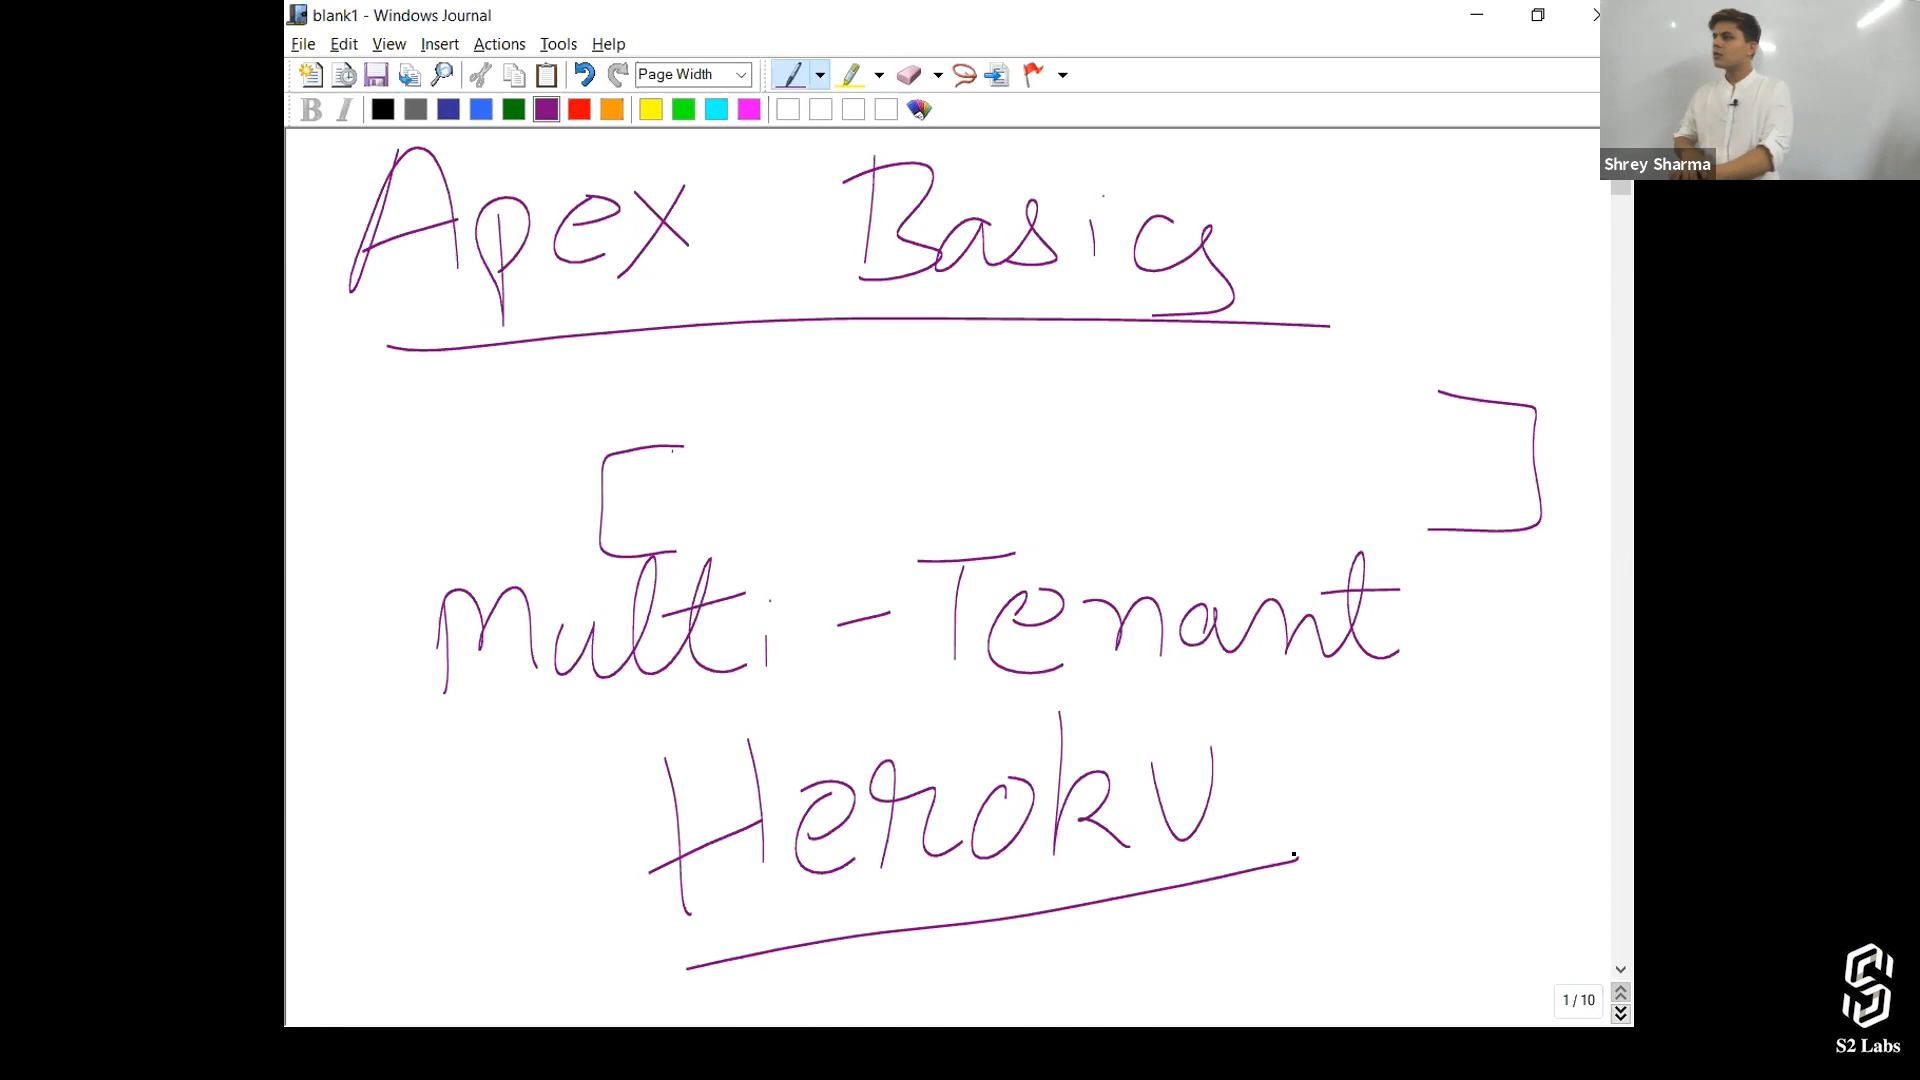 blank1 - Windows Journal
File Edit View Insert Actions Tools Help
Page Width
B I
Shrey Sharma
Apex Basics
Multi-Tenant
Heroku
1 / 10
S2 Labs